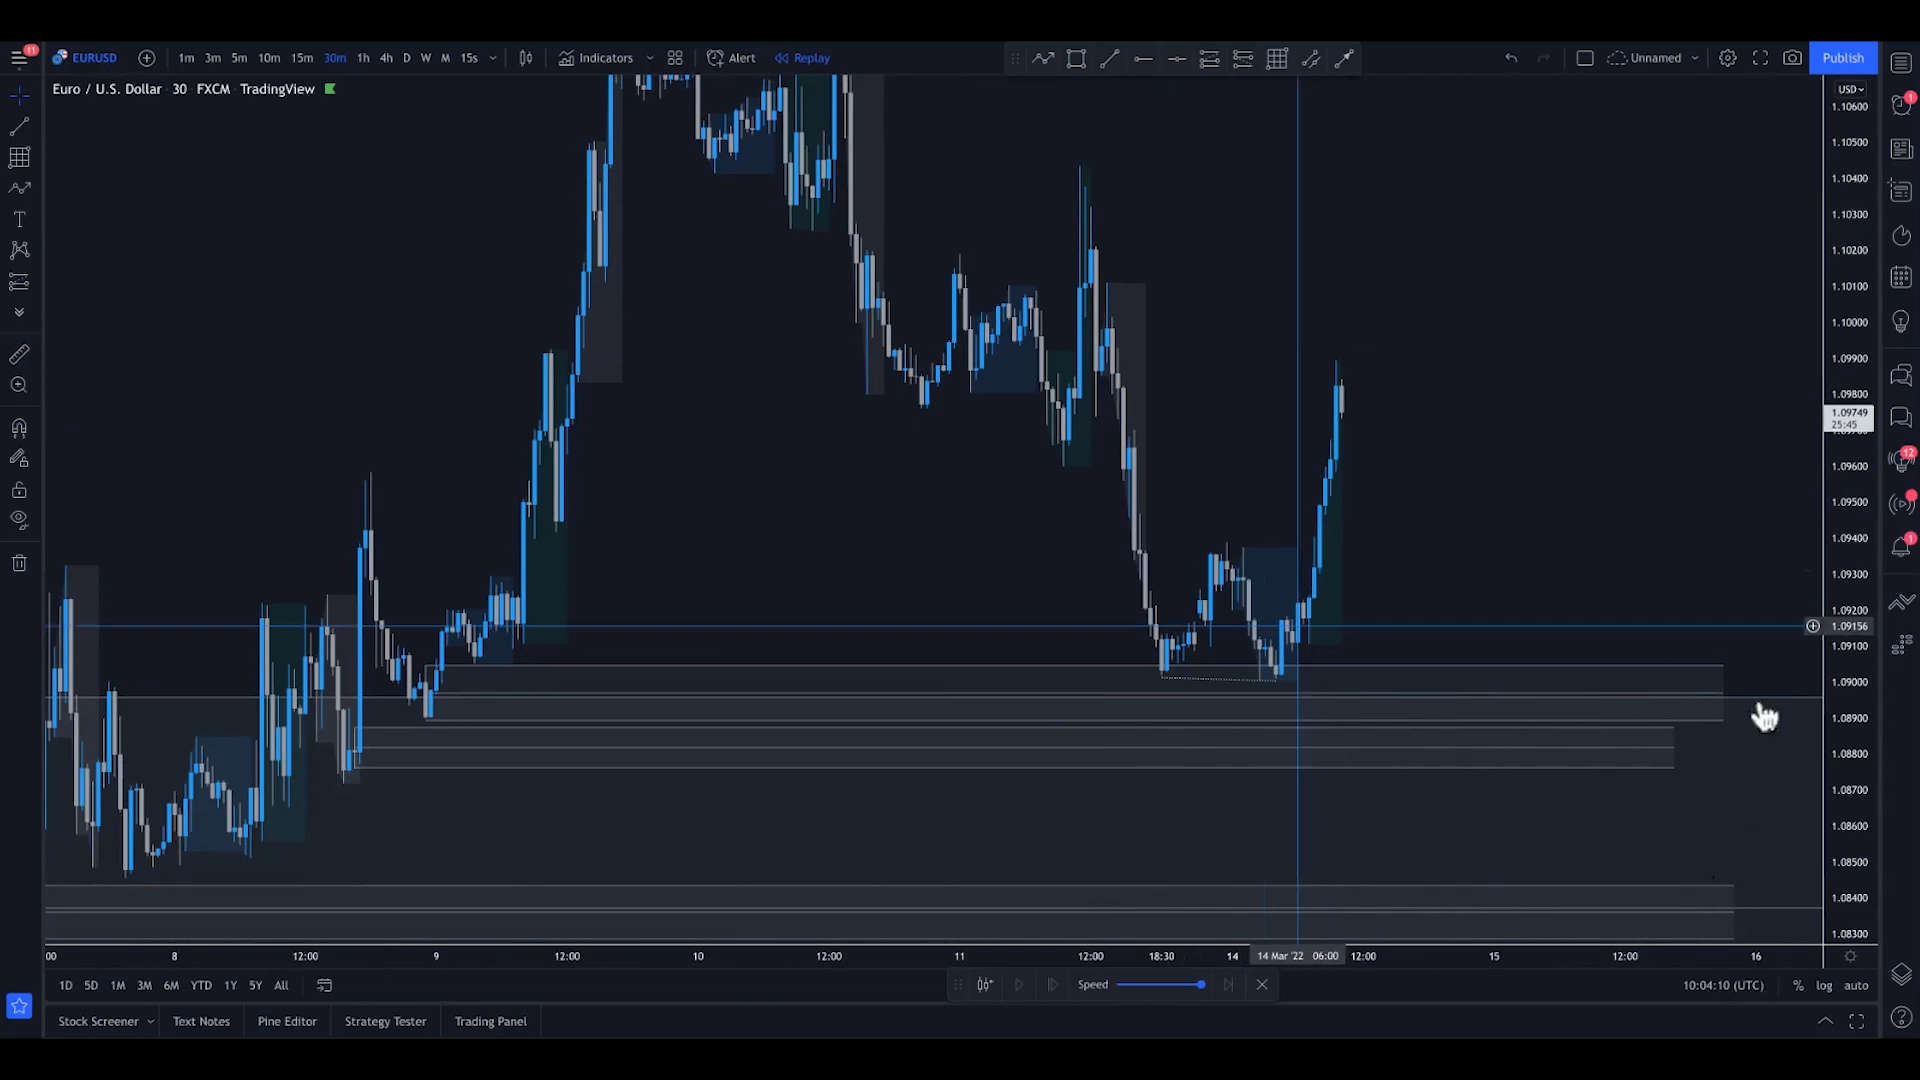 11
EURUSD
1m 3m 5m 10m 15m 30m 1h 4h D W M 15s
Indicators
Alert
Replay
Unnamed
Publish
Euro / U.S. Dollar 30 FXCM TradingView
USD
1.10600
1.10500
1.10400
1.10300
1.10200
1.10100
1.10000
1.09900
1.09800
1.09749
25:45
1.09600
1.09500
1.09400
1.09300
1.09200
1.09156
1.09100
1.09000
1.08900
1.08800
1.08700
1.08600
1.08500
1.08400
1.08300
1
12
1
:00 8 12:00 9 12:00 10 12:00 11 12:00 18:30 14 14 Mar '22 06:00 12:00 15 12:00 16
1D 5D 1M 3M 6M YTD 1Y 5Y All
Speed
10:04:10 (UTC) % log auto
Stock Screener Text Notes Pine Editor Strategy Tester Trading Panel